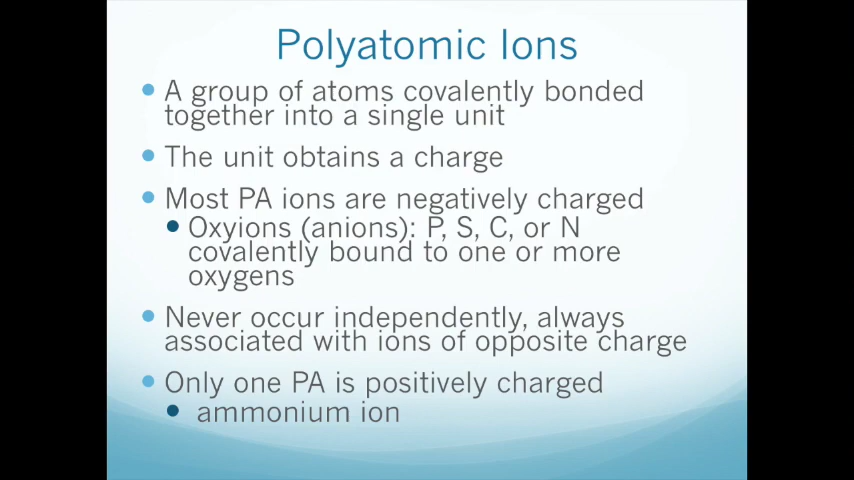 Polyatomic Ions
• A group of atoms covalently bonded
together into a single unit
• The unit obtains a charge
• Most PA ions are negatively charged
• Oxyions (anions): P, S, C, or N
covalently bound to one or more
oxygens
• Never occur independently, always
associated with ions of opposite charge
• Only one PA is positively charged
• ammonium ion